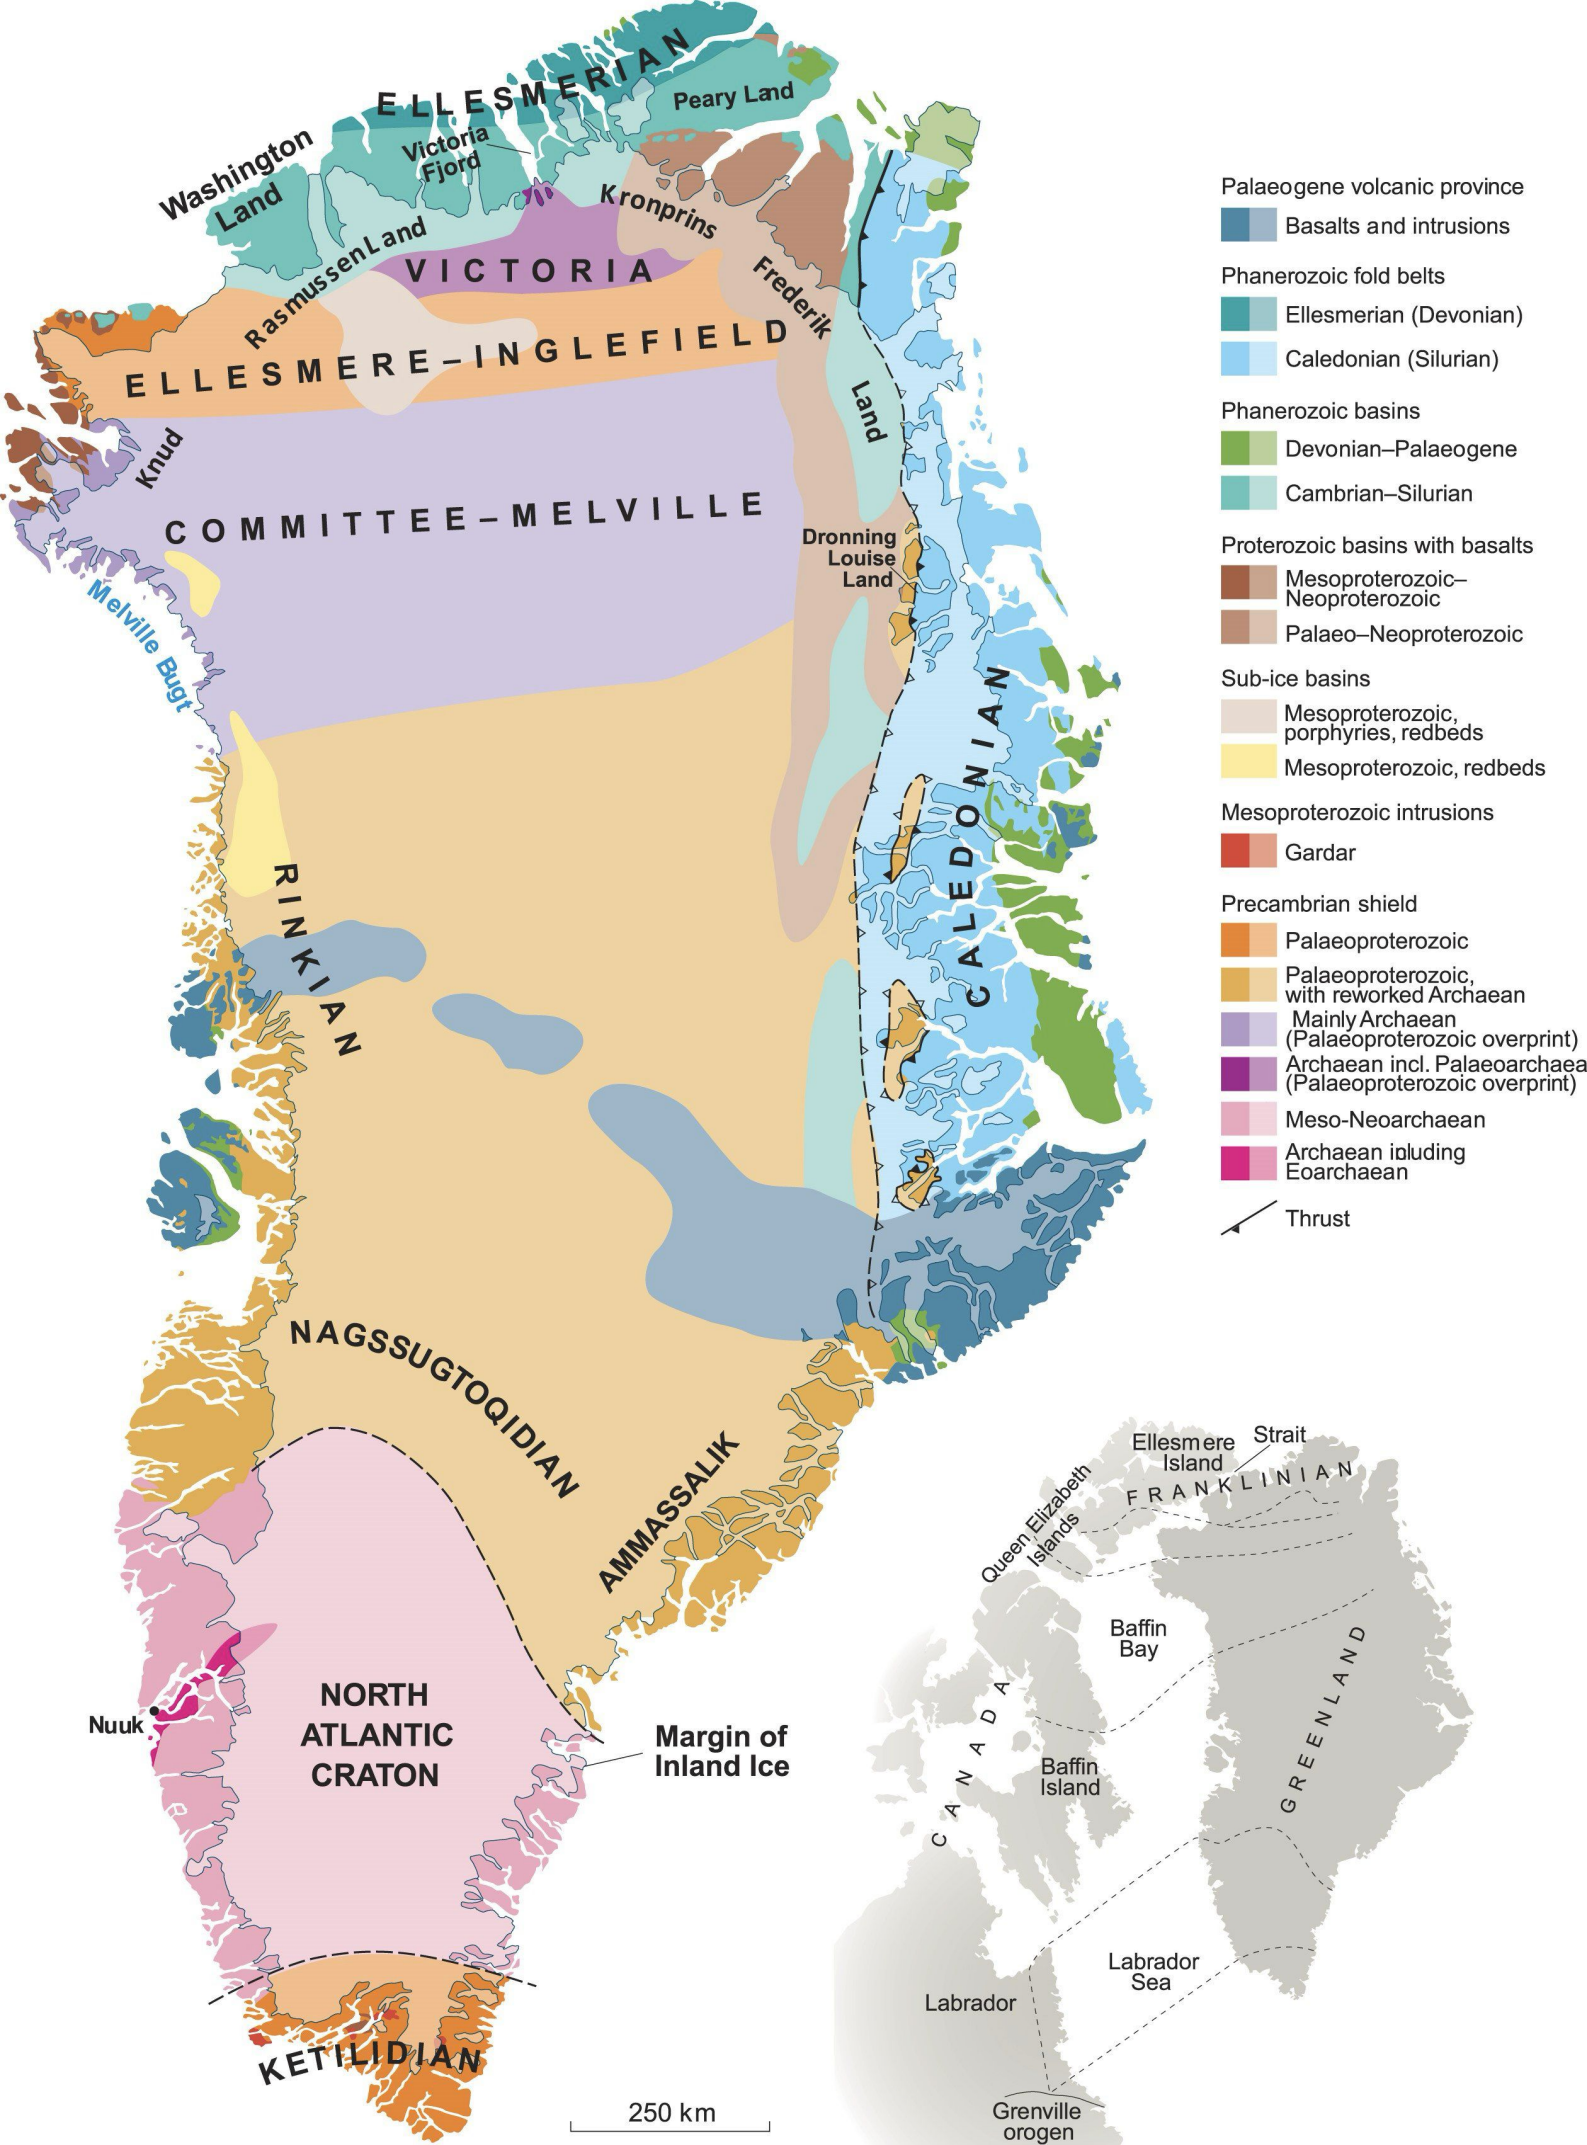 ELLESMERIAN
Peary Land
Washington
Land
Victoria
Fjord
Kronprins
Rasmussen Land
VICTORIA
Frederik
ELLESMERE–INGLEFIELD
Land
Knud
COMMITTEE–MELVILLE
Dronning
Louise
Land
Melville Bugt
CALEDONIAN
RINKIAN
NAGSSUGTOQIDIAN
AMMASSALIK
NORTH
ATLANTIC
CRATON
Nuuk
Margin of
Inland Ice
KETILIDIAN
250 km
Palaeogene volcanic province
Basalts and intrusions
Phanerozoic fold belts
Ellesmerian (Devonian)
Caledonian (Silurian)
Phanerozoic basins
Devonian–Palaeogene
Cambrian–Silurian
Proterozoic basins with basalts
Mesoproterozoic–
Neoproterozoic
Palaeo–Neoproterozoic
Sub-ice basins
Mesoproterozoic,
porphyries, redbeds
Mesoproterozoic, redbeds
Mesoproterozoic intrusions
Gardar
Precambrian shield
Palaeoproterozoic
Palaeoproterozoic,
with reworked Archaean
Mainly Archaean
(Palaeoproterozoic overprint)
Archaean incl. Palaeoarchaea
(Palaeoproterozoic overprint)
Meso-Neoarchaean
Archaean inluding
Eoarchaean
Thrust
Ellesmere
Island
Strait
FRANKLINIAN
Queen Elizabeth
Islands
Baffin
Bay
GREENLAND
CANADA
Baffin
Island
Labrador
Sea
Labrador
Grenville
orogen